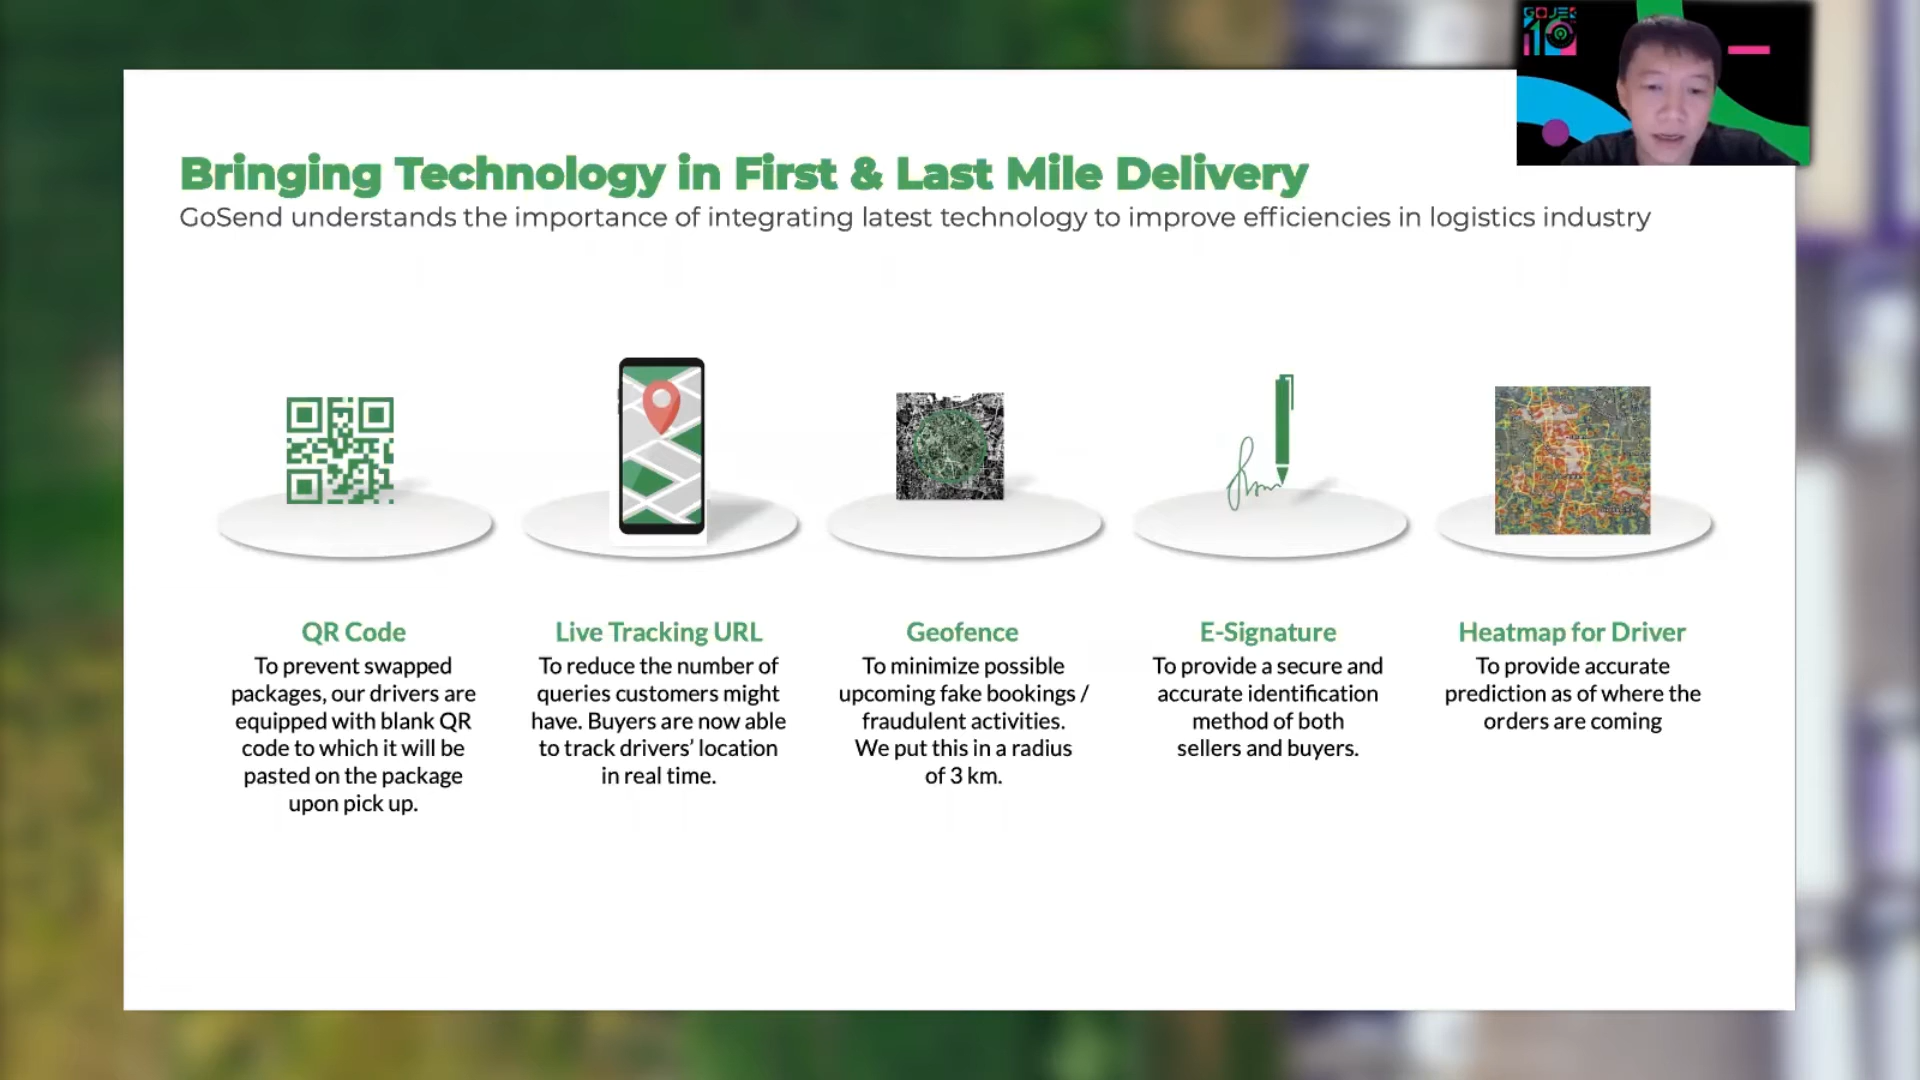 GOJEK
10
Bringing Technology in First & Last Mile Delivery
GoSend understands the importance of integrating latest technology to improve efficiencies in logistics industry
QR Code
To prevent swapped
packages, our drivers are
equipped with blank QR
code to which it will be
pasted on the package
upon pick up.
Live Tracking URL
To reduce the number of
queries customers might
have. Buyers are now able
to track drivers’ location
in real time.
Geofence
To minimize possible
upcoming fake bookings /
fraudulent activities.
We put this in a radius
of 3 km.
E-Signature
To provide a secure and
accurate identification
method of both
sellers and buyers.
Heatmap for Driver
To provide accurate
prediction as of where the
orders are coming